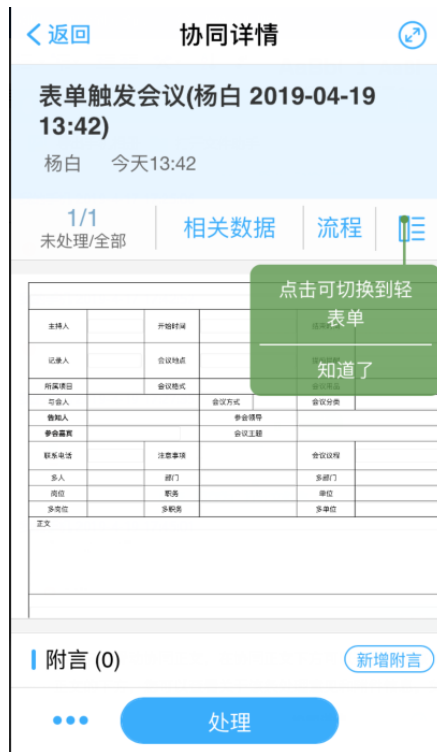 返回
协同详情
表单触发会议(杨白 2019-04-19
13:42)
杨白 今天13:42
1/1
未处理/全部
相关数据
流程
点击可切换到轻
表单
知道了
主持人 开始时间
记录人 会议地点
所属项目 会议格式 会议用品
与会人 会议方式 会议分类
告知人 参会领导
参会嘉宾 会议主题
联系电话 注意事项 会议议程
多人 部门 多部门
岗位 职务 单位
多岗位 多职务 多单位
正文
附言 (0)
新增附言
处理